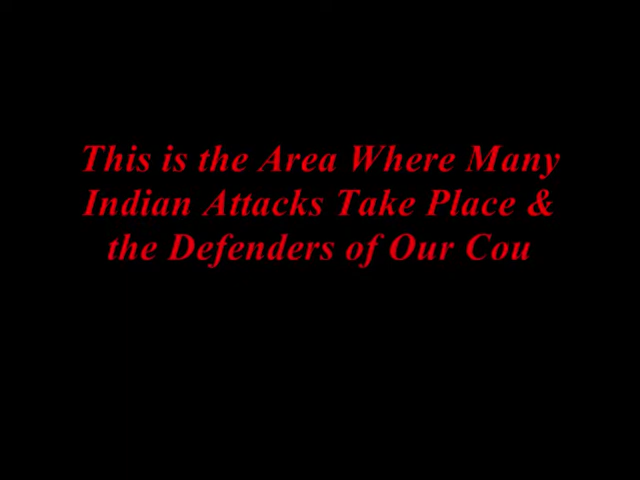 This is the Area Where Many
Indian Attacks Take Place &
the Defenders of Our Cou